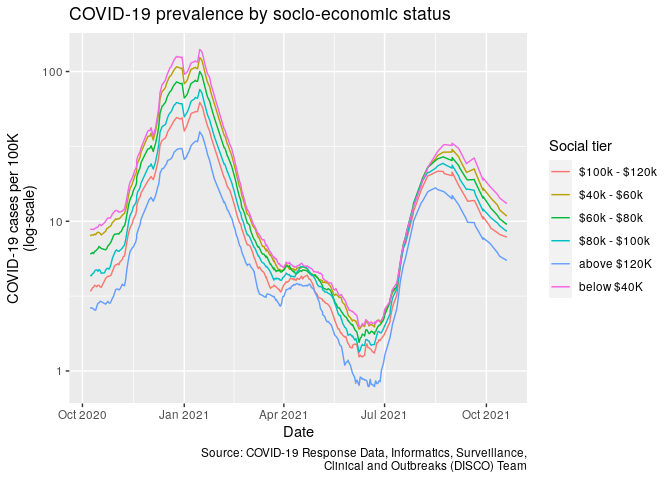 COVID-19 prevalence by socio-economic status
COVID-19 cases per 100K
(log-scale)
100
10
1
Oct 2020
Jan 2021
Apr 2021
Jul 2021
Oct 2021
Date
Social tier
$100k - $120k
$40k - $60k
$60k - $80k
$80k - $100k
above $120K
below $40K
Source: COVID-19 Response Data, Informatics, Surveillance,
Clinical and Outbreaks (DISCO) Team